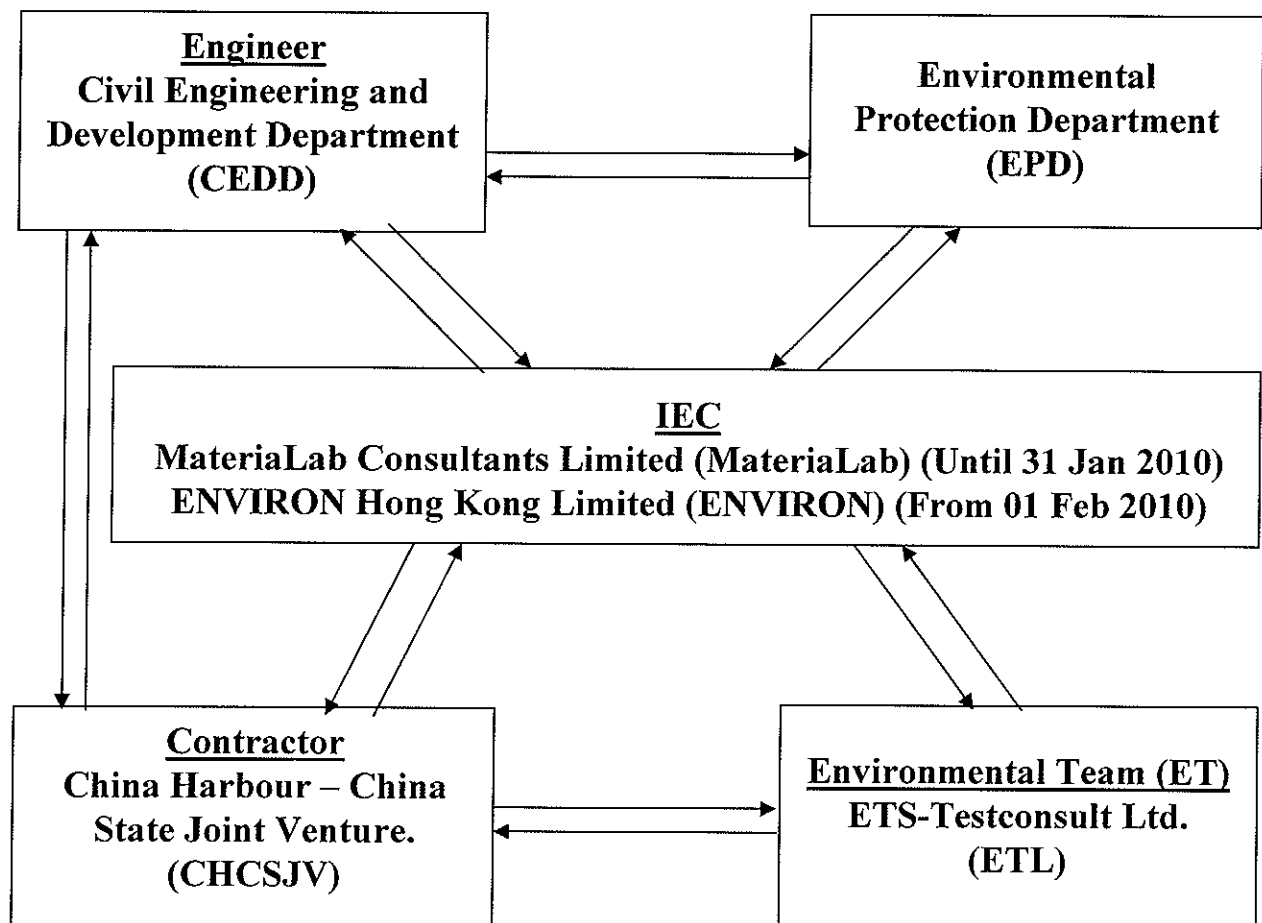 Engineer
Civil Engineering and
Development Department
(CEDD)
Environmental
Protection Department
(EPD)
IEC
MateriaLab Consultants Limited (MateriaLab) (Until 31 Jan 2010)
ENVIRON Hong Kong Limited (ENVIRON) (From 01 Feb 2010)
Contractor
China Harbour – China
State Joint Venture.
(CHCSJV)
Environmental Team (ET)
ETS-Testconsult Ltd.
(ETL)